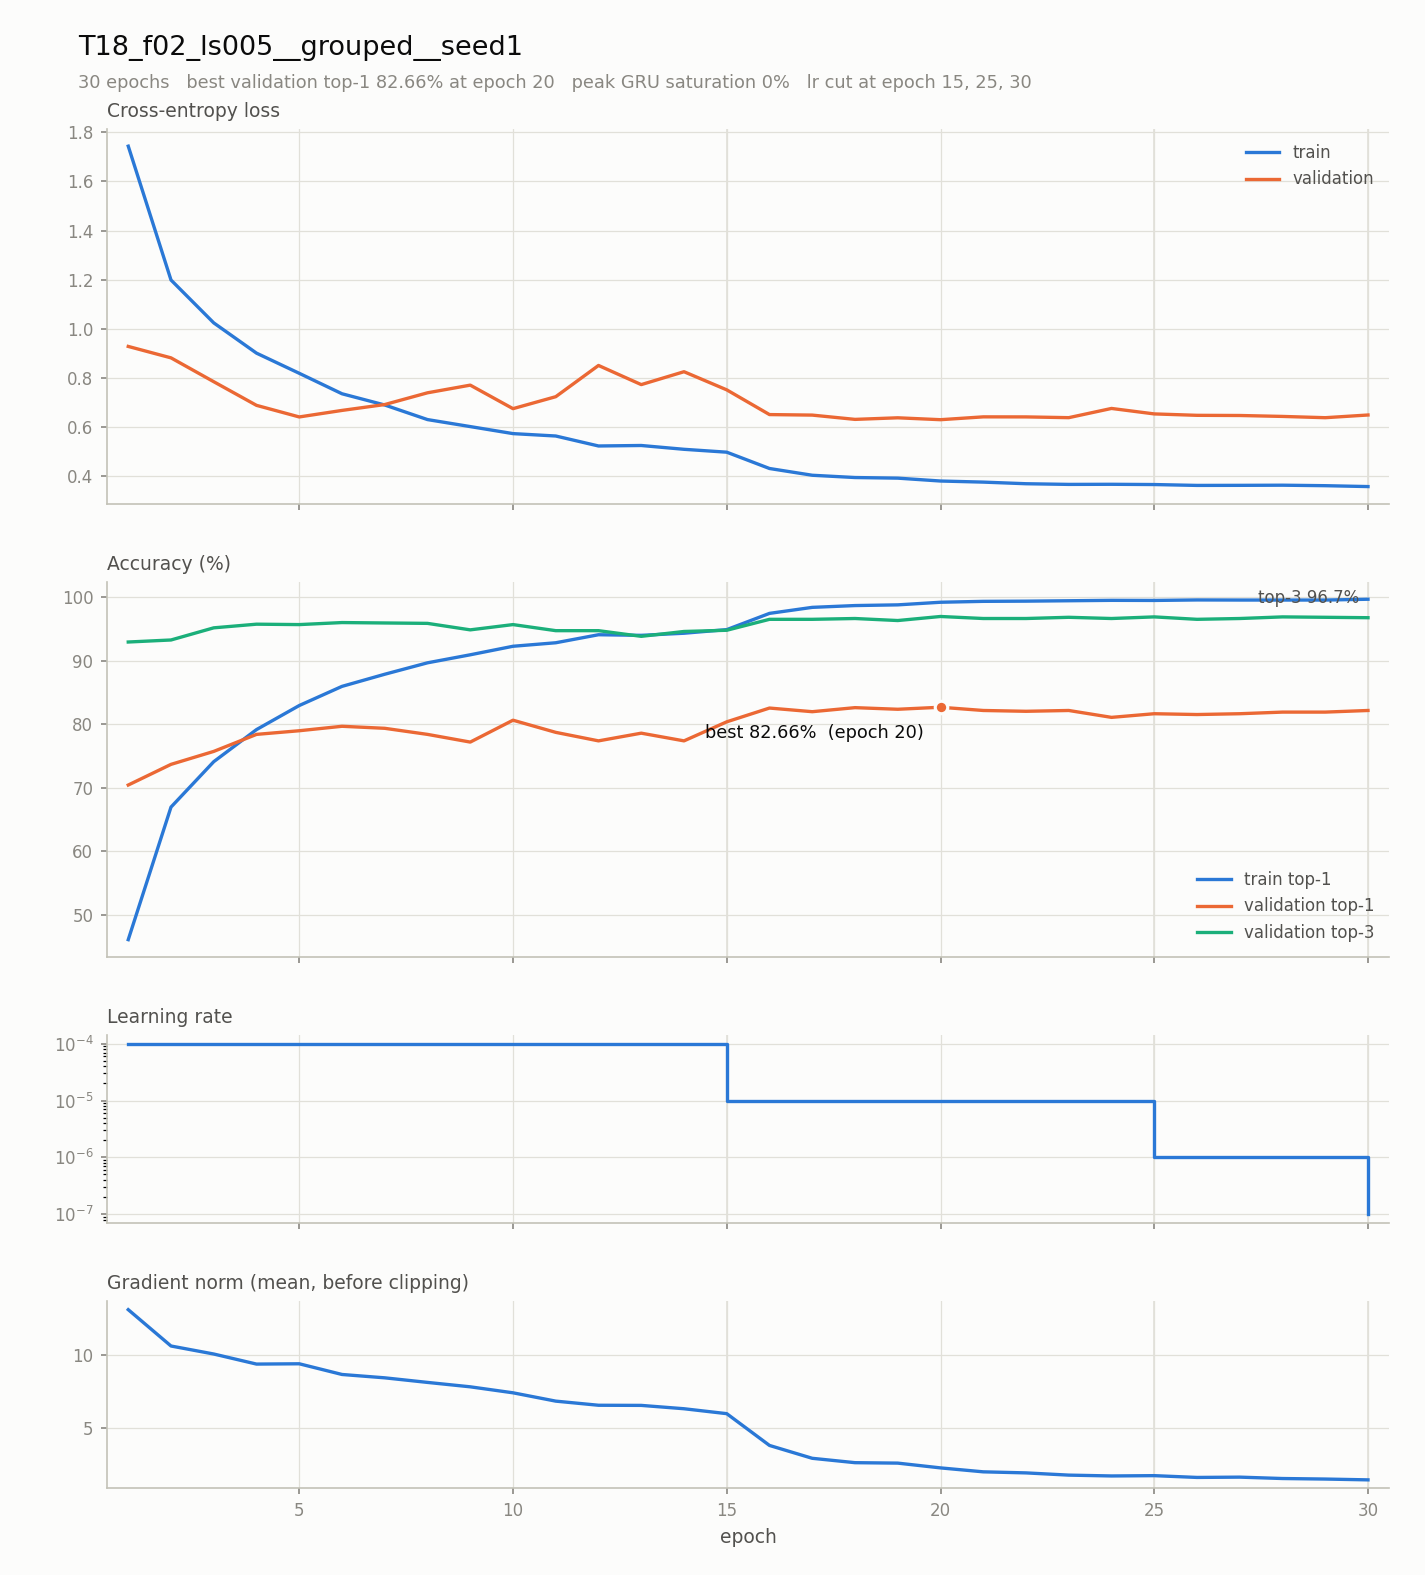 T18_f02_ls005__grouped__seed1
30 epochs   best validation top-1 82.66% at epoch 20   peak GRU saturation 0%   lr cut at epoch 15, 25, 30
Cross-entropy loss
1.8
1.6
1.4
1.2
1.0
0.8
0.6
0.4
train
validation
Accuracy (%)
100
90
80
70
60
50
top-3 96.7%
best 82.66%  (epoch 20)
train top-1
validation top-1
validation top-3
Learning rate
10⁻⁴
10⁻⁵
10⁻⁶
10⁻⁷
Gradient norm (mean, before clipping)
10
5
5 10 15 20 25 30
epoch